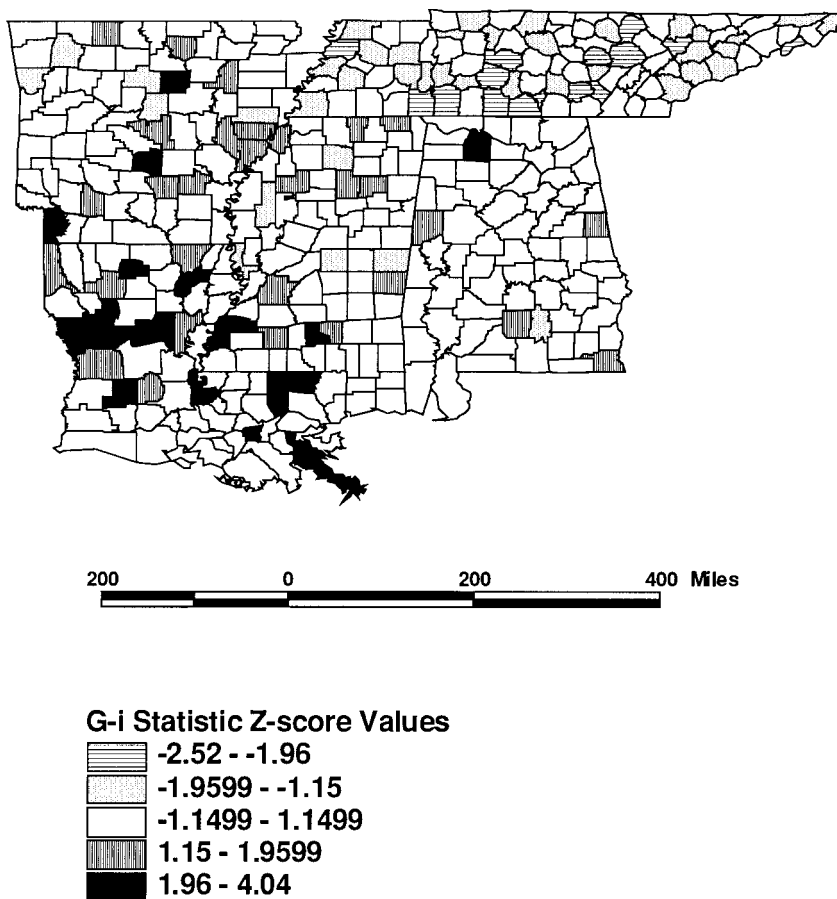 200 0 200 400 Miles
G-i Statistic Z-score Values
-2.52 - -1.96
-1.9599 - -1.15
-1.1499 - 1.1499
1.15 - 1.9599
1.96 - 4.04